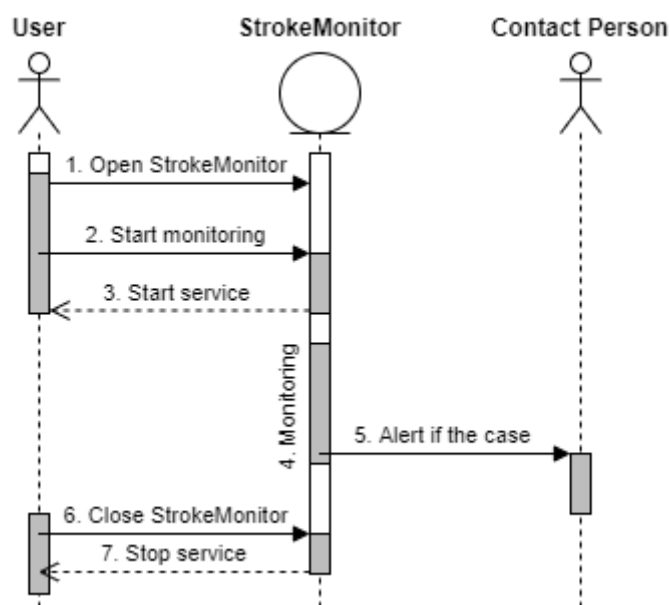 User
StrokeMonitor
Contact Person
1. Open StrokeMonitor
2. Start monitoring
3. Start service
4. Monitoring
5. Alert if the case
6. Close StrokeMonitor
7. Stop service